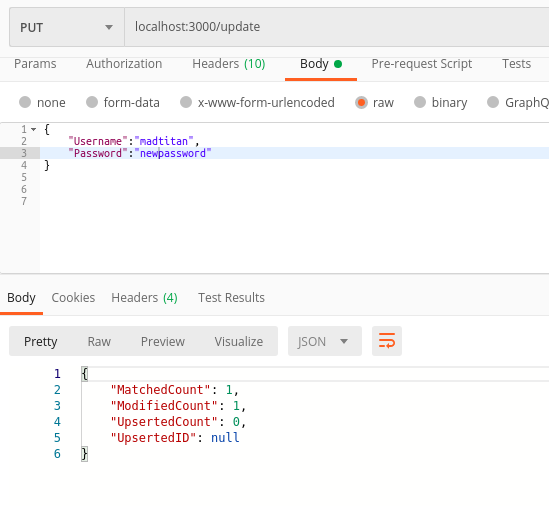 PUT localhost:3000/update
Params Authorization Headers (10) Body Pre-request Script Tests
none form-data x-www-form-urlencoded raw binary GraphQ
1 {
2 "Username":"madtitan",
3 "Password":"newpassword"
4 }
5
6
7
Body Cookies Headers (4) Test Results
Pretty Raw Preview Visualize JSON
1 {
2 "MatchedCount": 1,
3 "ModifiedCount": 1,
4 "UpsertedCount": 0,
5 "UpsertedID": null
6 }